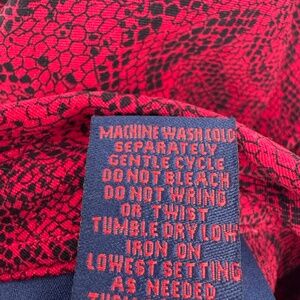 MACHINE WASH COLD
SEPARATELY
GENTLE CYCLE
DO NOT BLEACH
DO NOT WRING
OR TWIST
TUMBLE DRY LOW
IRON ON
LOWEST SETTING
AS NEEDED